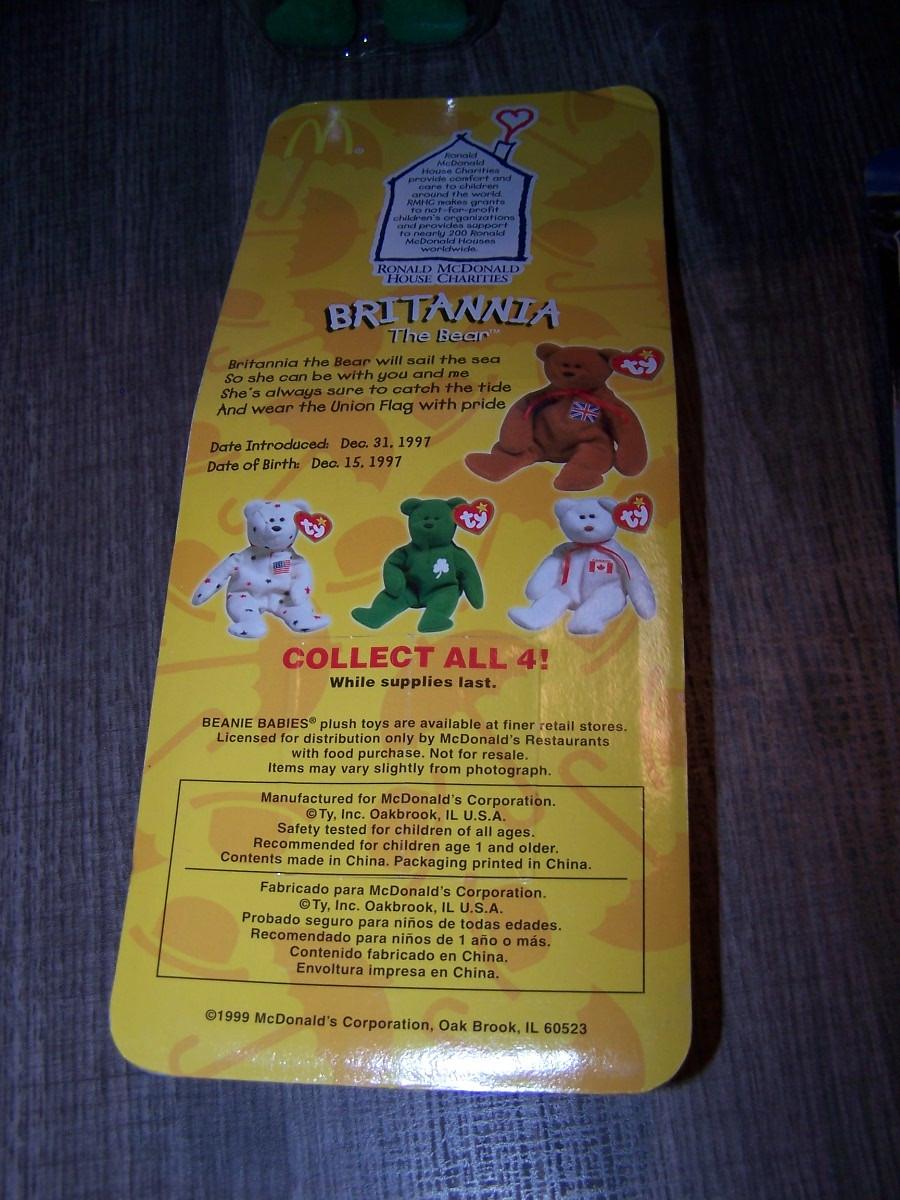 Ronald
McDonald
House Charities
provide comfort and
care to children
around the world.
RMHC makes grants
to not-for-profit
children's organizations
and provides support
to nearly 200 Ronald
McDonald Houses
worldwide.
RONALD MCDONALD
HOUSE CHARITIES
BRITANNIA
The Bear™
Britannia the Bear will sail the sea
So she can be with you and me
She's always sure to catch the tide
And wear the Union Flag with pride
ty
Date Introduced: Dec. 31, 1997
Date of Birth: Dec. 15, 1997
ty
ty
ty
COLLECT ALL 4!
While supplies last.
BEANIE BABIES® plush toys are available at finer retail stores.
Licensed for distribution only by McDonald's Restaurants
with food purchase. Not for resale.
Items may vary slightly from photograph.
Manufactured for McDonald's Corporation.
©Ty, Inc. Oakbrook, IL U.S.A.
Safety tested for children of all ages.
Recommended for children age 1 and older.
Contents made in China. Packaging printed in China.
Fabricado para McDonald's Corporation.
©Ty, Inc. Oakbrook, IL U.S.A.
Probado seguro para niños de todas edades.
Recomendado para niños de 1 año o más.
Contenido fabricado en China.
Envoltura impresa en China.
©1999 McDonald's Corporation, Oak Brook, IL 60523